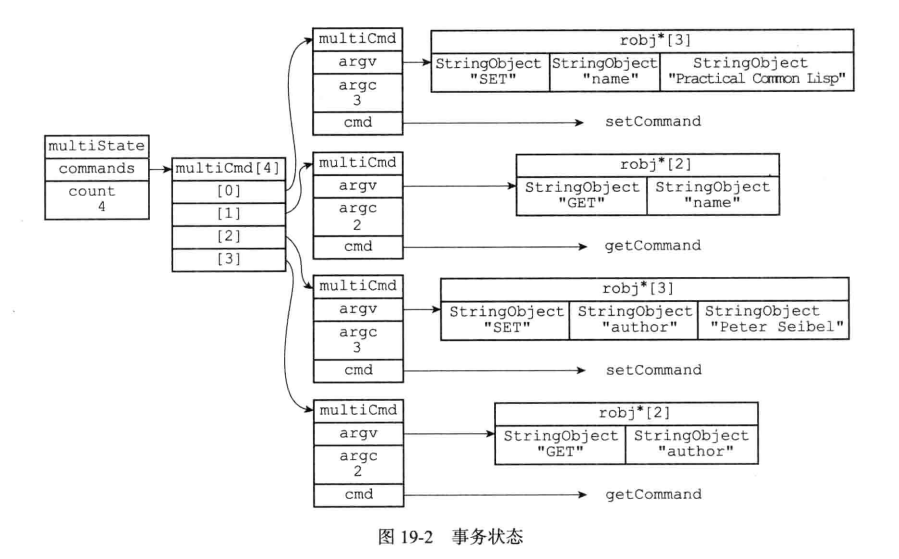 multiState
commands
count
4
multiCmd[4]
[0]
[1]
[2]
[3]
multiCmd
argv
argc
3
cmd
robj*[3]
StringObject StringObject StringObject
"SET" "name" "Practical Common Lisp"
setCommand
multiCmd
argv
argc
2
cmd
robj*[2]
StringObject StringObject
"GET" "name"
getCommand
multiCmd
argv
argc
3
cmd
robj*[3]
StringObject StringObject StringObject
"SET" "author" "Peter Seibel"
setCommand
multiCmd
argv
argc
2
cmd
robj*[2]
StringObject StringObject
"GET" "author"
getCommand
图 19-2 事务状态